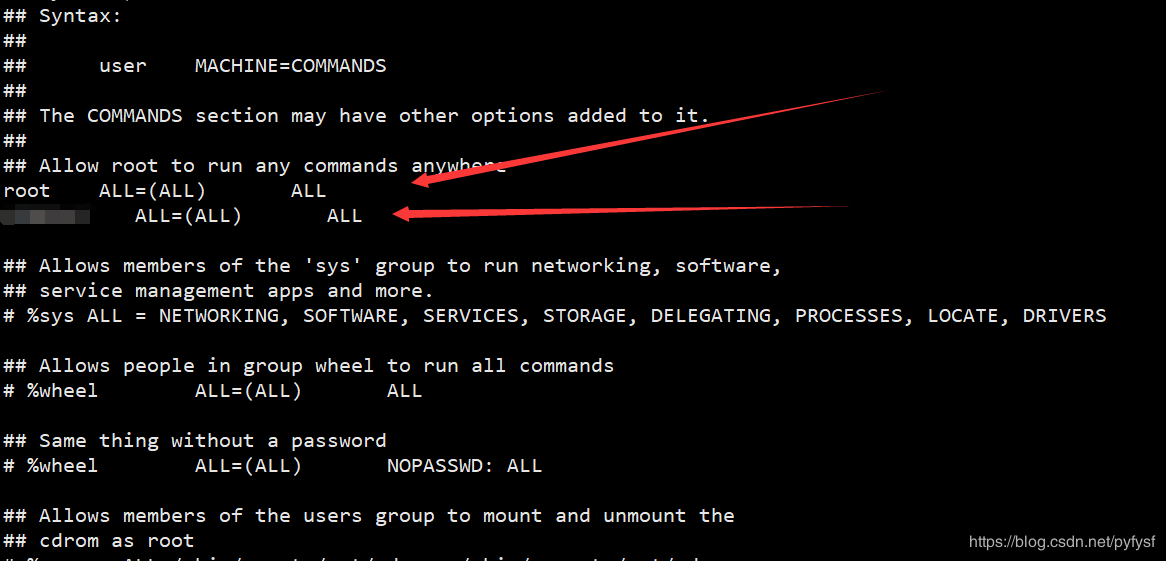 ## Syntax:
##
##      user    MACHINE=COMMANDS
##
## The COMMANDS section may have other options added to it.
##
## Allow root to run any commands anywhere
root    ALL=(ALL)       ALL
ALL=(ALL)       ALL
## Allows members of the 'sys' group to run networking, software,
## service management apps and more.
# %sys ALL = NETWORKING, SOFTWARE, SERVICES, STORAGE, DELEGATING, PROCESSES, LOCATE, DRIVERS
## Allows people in group wheel to run all commands
# %wheel        ALL=(ALL)       ALL
## Same thing without a password
# %wheel        ALL=(ALL)       NOPASSWD: ALL
## Allows members of the users group to mount and unmount the
## cdrom as root
https://blog.csdn.net/pyfysf